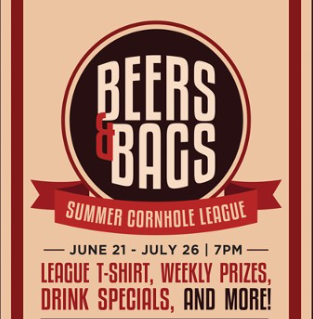 BEERS
& BAGS
SUMMER CORNHOLE LEAGUE
JUNE 21 - JULY 26 | 7PM
LEAGUE T-SHIRT, WEEKLY PRIZES,
DRINK SPECIALS, AND MORE!